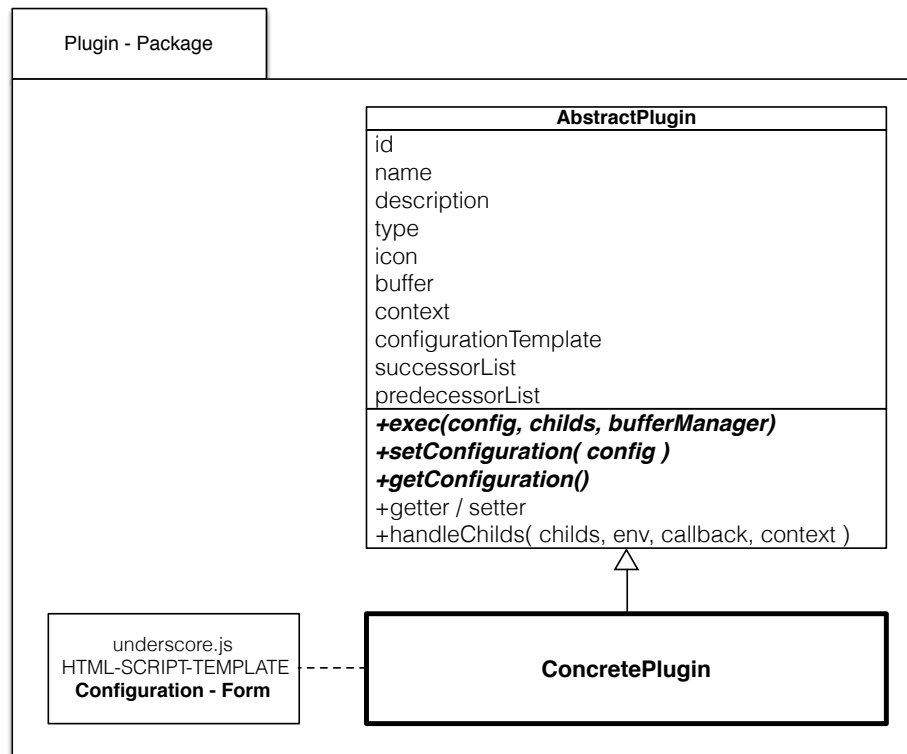 Plugin - Package
AbstractPlugin
id
name
description
type
icon
buffer
context
configurationTemplate
successorList
predecessorList
+exec(config, childs, bufferManager)
+setConfiguration( config )
+getConfiguration()
+getter / setter
+handleChilds( childs, env, callback, context )
underscore.js
HTML-SCRIPT-TEMPLATE
Configuration - Form
ConcretePlugin